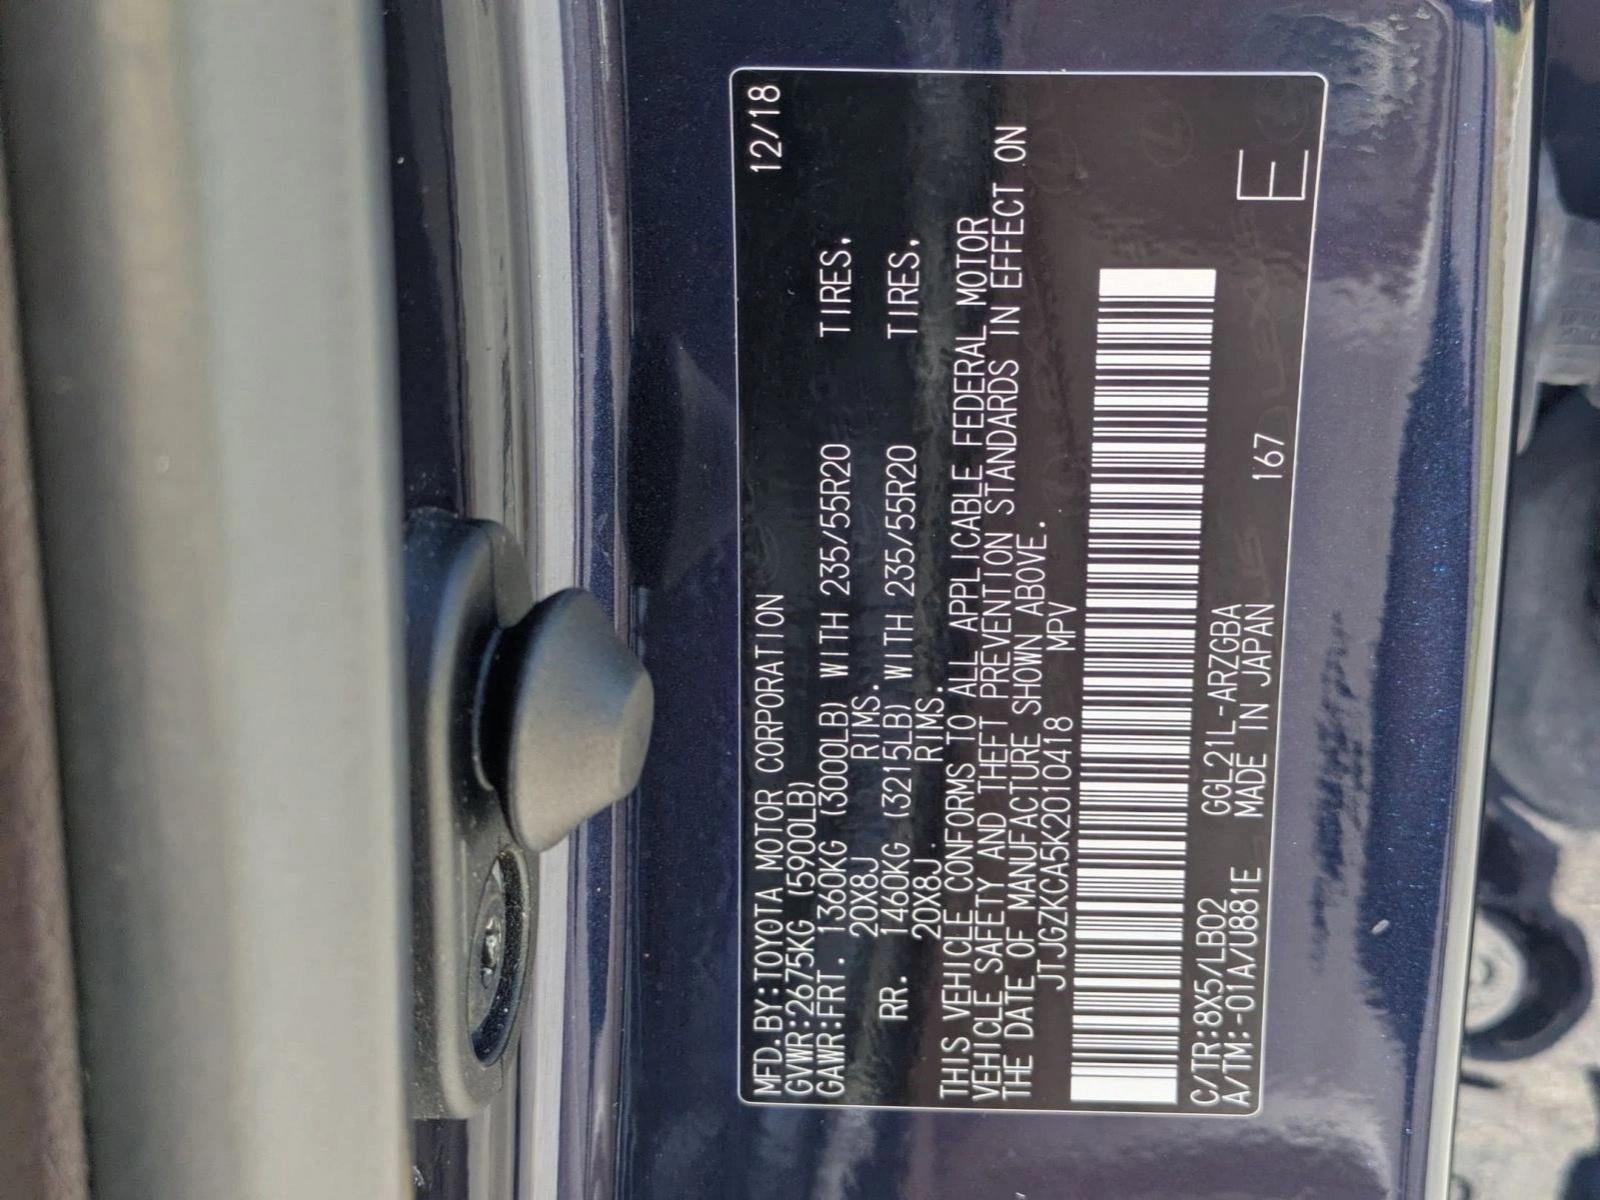 MFD.BY:TOYOTA MOTOR CORPORATION 12/18
GVWR:2675KG (5900LB)
GAWR:FRT. 1360KG (3000LB) WITH 235/55R20 TIRES.
20X8J RIMS.
RR. 1460KG (3215LB) WITH 235/55R20 TIRES.
20X8J RIMS.
THIS VEHICLE CONFORMS TO ALL APPLICABLE FEDERAL MOTOR
VEHICLE SAFETY AND THEFT PREVENTION STANDARDS IN EFFECT ON
THE DATE OF MANUFACTURE SHOWN ABOVE.
JTJGZKCA5K2010418 MPV
C/TR:8X5/LB02 GGL21L-ARZGBA
A/TM:-01A/U881E MADE IN JAPAN 167 E